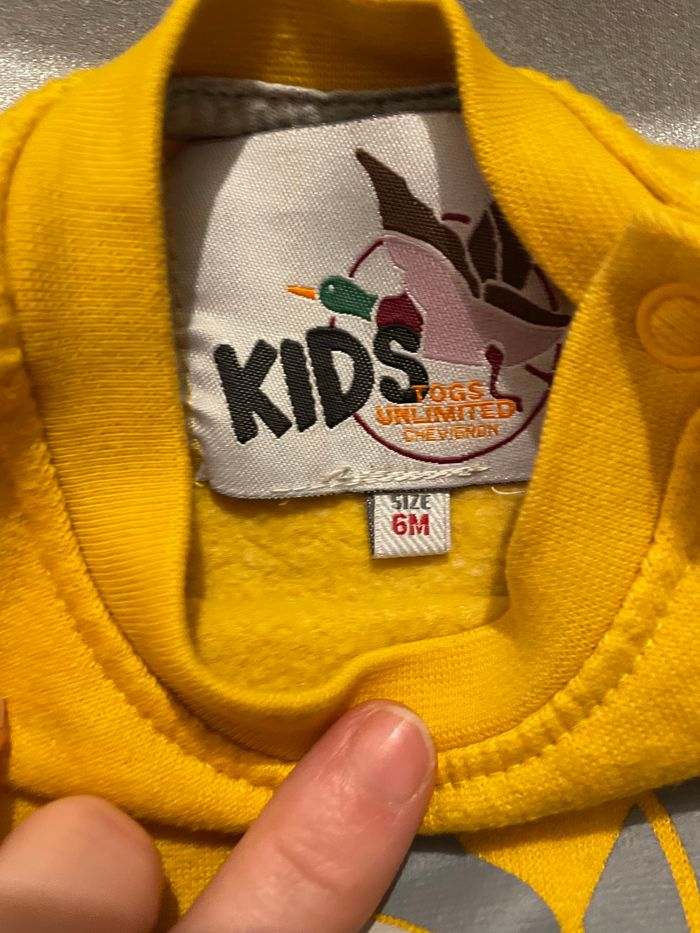 KIDS
TOGS
UNLIMITED
CHEVIGNON
SIZE
6M